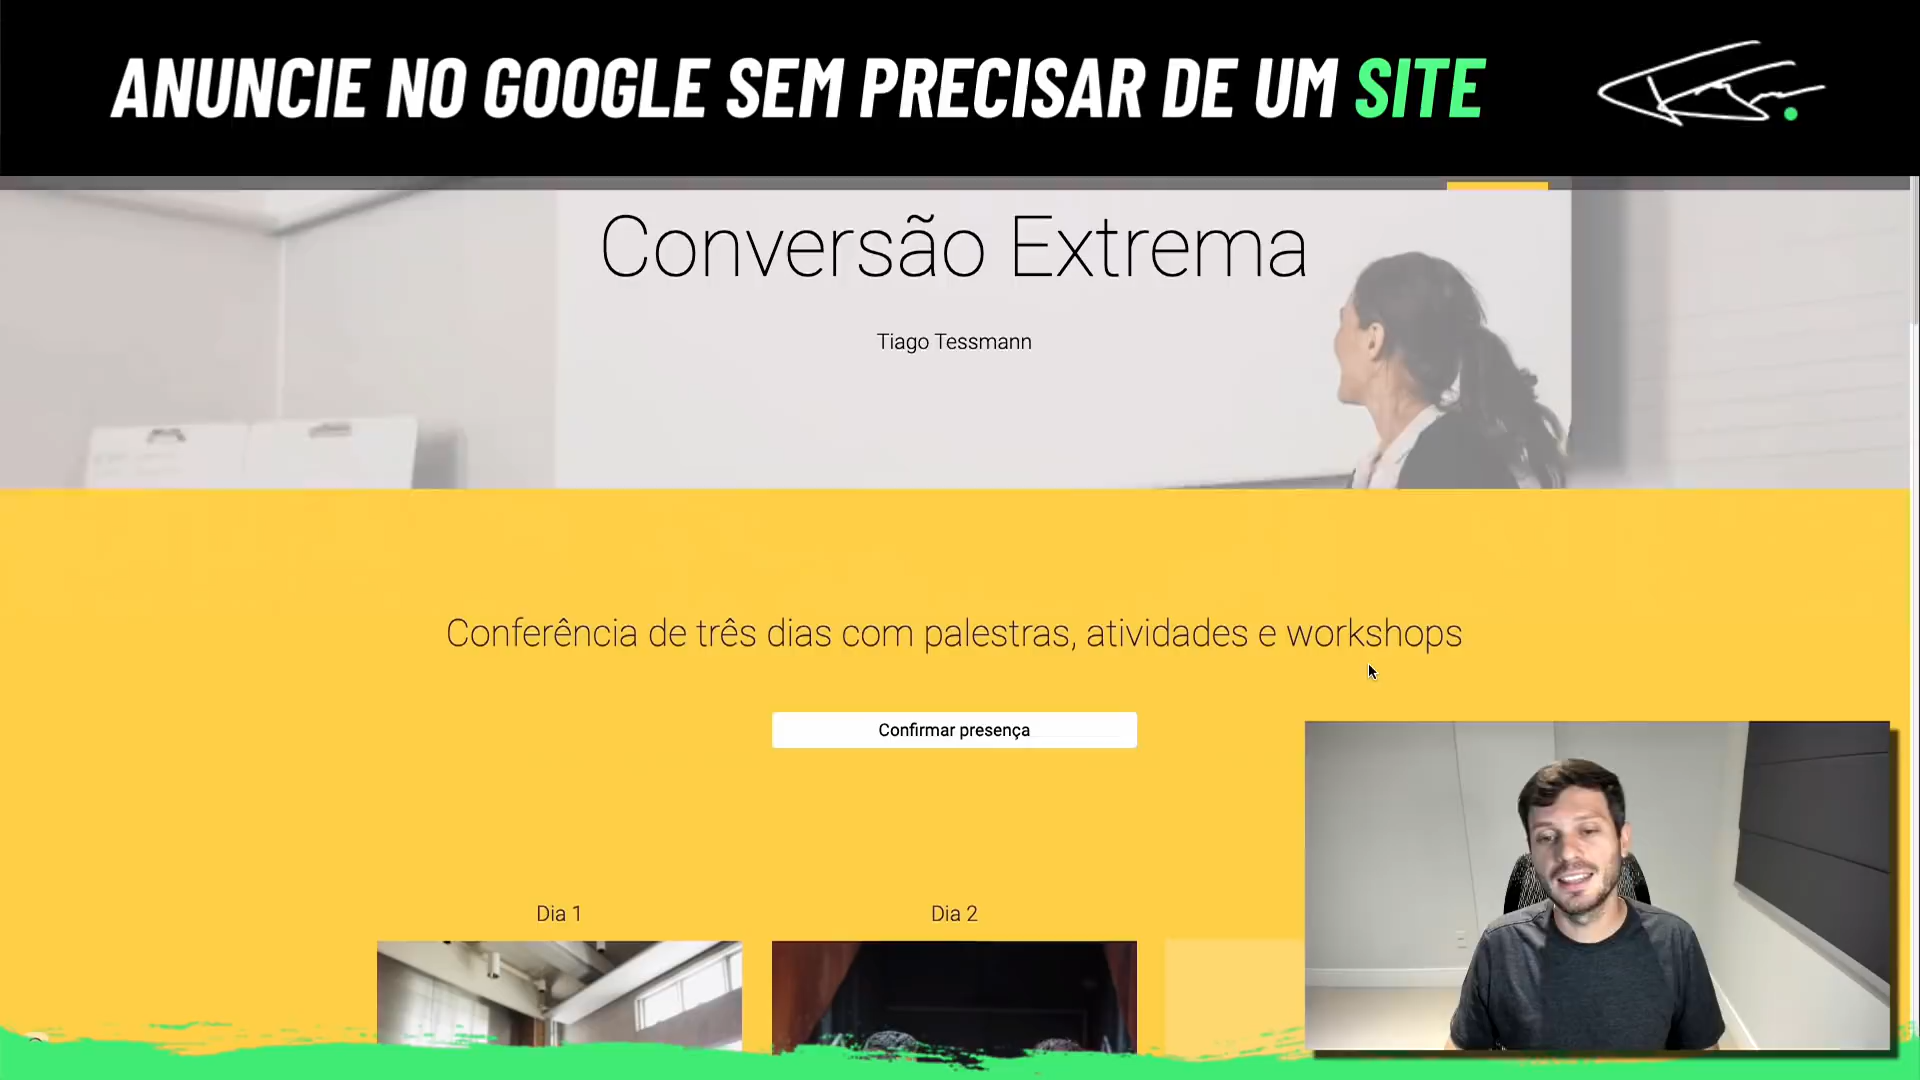 ANUNCIE NO GOOGLE SEM PRECISAR DE UM SITE
Conversão Extrema
Tiago Tessmann
Conferência de três dias com palestras, atividades e workshops
Confirmar presença
Dia 1
Dia 2